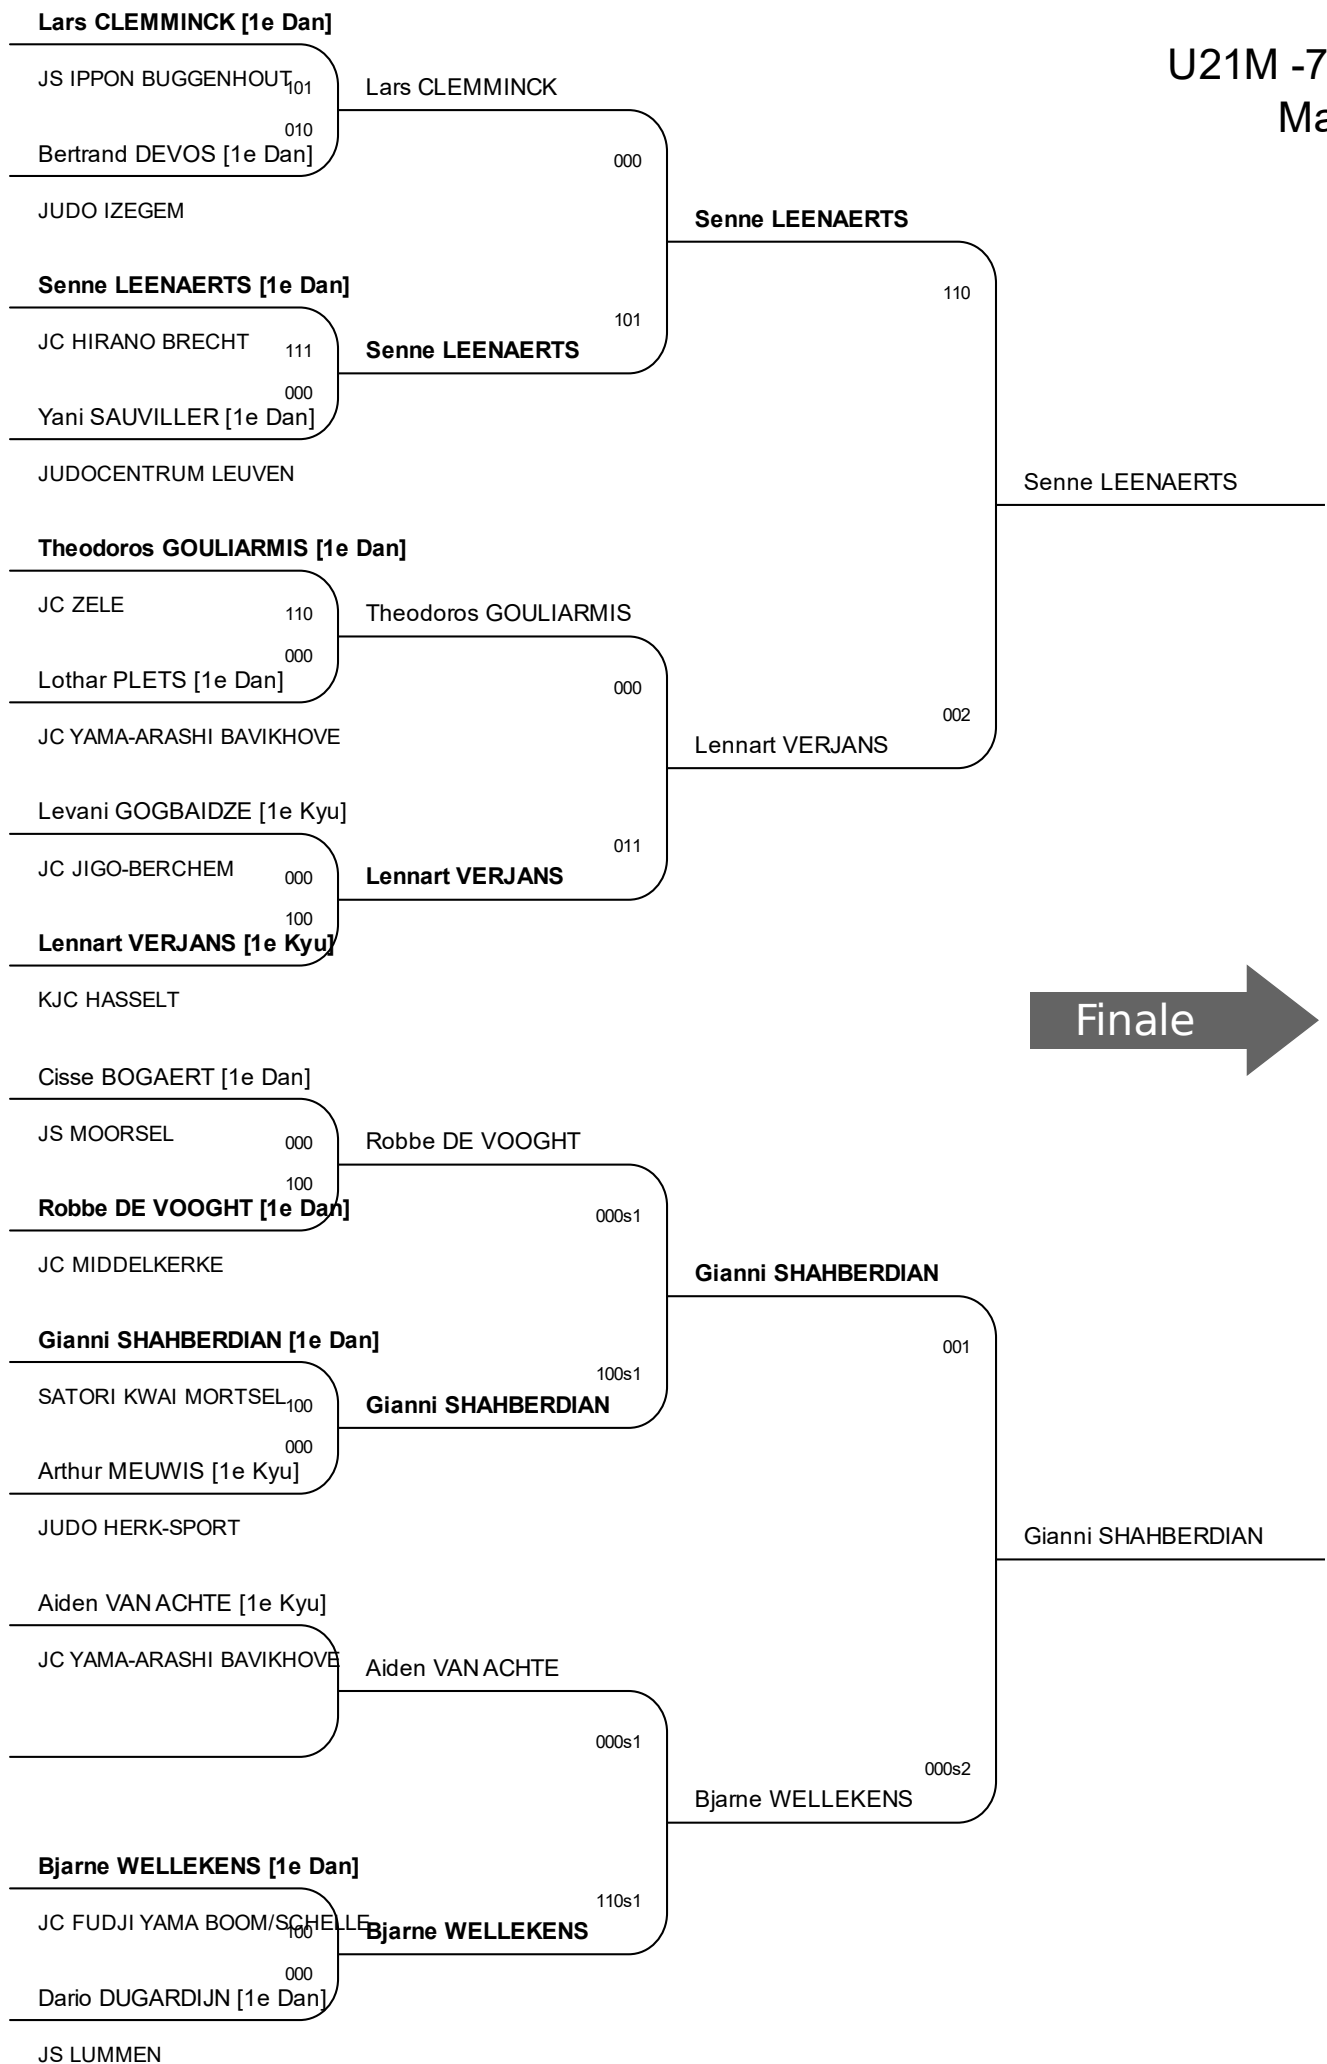 Lars CLEMMINCK [1e Dan]
U21M -7
JS IPPON BUGGENHOUT
101
Lars CLEMMINCK
Ma
010
Bertrand DEVOS [1e Dan]
000
JUDO IZEGEM
Senne LEENAERTS
Senne LEENAERTS [1e Dan]
110
101
JC HIRANO BRECHT
111
Senne LEENAERTS
000
Yani SAUVILLER [1e Dan]
JUDOCENTRUM LEUVEN
Senne LEENAERTS
Theodoros GOULIARMIS [1e Dan]
JC ZELE
110
Theodoros GOULIARMIS
000
Lothar PLETS [1e Dan]
000
002
JC YAMA-ARASHI BAVIKHOVE
Lennart VERJANS
Levani GOGBAIDZE [1e Kyu]
011
JC JIGO-BERCHEM
000
Lennart VERJANS
100
Lennart VERJANS [1e Kyu]
KJC HASSELT
Finale
Cisse BOGAERT [1e Dan]
JS MOORSEL
000
Robbe DE VOOGHT
100
Robbe DE VOOGHT [1e Dan]
000s1
JC MIDDELKERKE
Gianni SHAHBERDIAN
Gianni SHAHBERDIAN [1e Dan]
001
100s1
SATORI KWAI MORTSEL
100
Gianni SHAHBERDIAN
000
Arthur MEUWIS [1e Kyu]
JUDO HERK-SPORT
Gianni SHAHBERDIAN
Aiden VAN ACHTE [1e Kyu]
JC YAMA-ARASHI BAVIKHOVE
Aiden VAN ACHTE
000s1
000s2
Bjarne WELLEKENS
Bjarne WELLEKENS [1e Dan]
110s1
JC FUDJI YAMA BOOM/SCHELLE
100
Bjarne WELLEKENS
000
Dario DUGARDIJN [1e Dan]
JS LUMMEN